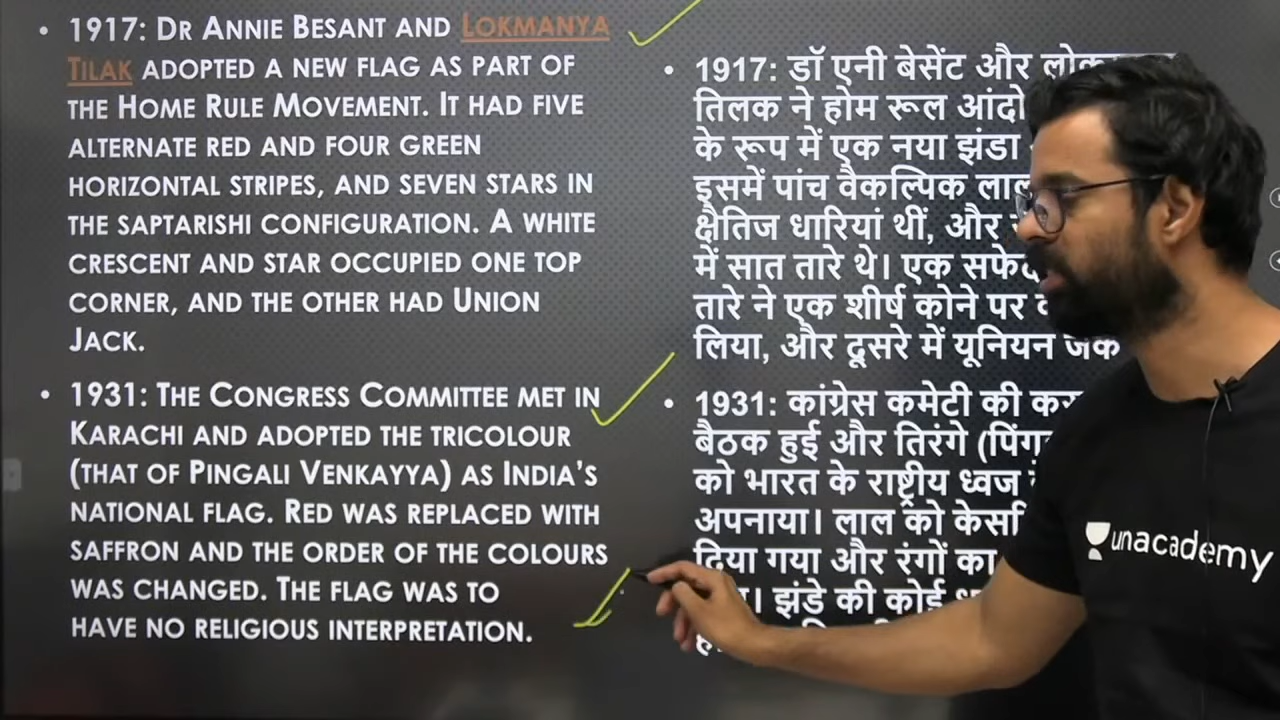 • 1917: Dr Annie Besant and Lokmanya
Tilak adopted a new flag as part of
the Home Rule Movement. It had five
alternate red and four green
horizontal stripes, and seven stars in
the saptarishi configuration. A white
crescent and star occupied one top
corner, and the other had Union
Jack.
• 1931: The Congress Committee met in
Karachi and adopted the tricolour
(that of Pingali Venkayya) as India's
national flag. Red was replaced with
saffron and the order of the colours
was changed. The flag was to
have no religious interpretation.
• 1917: डॉ एनी बेसेंट और
तिलक ने होम रूल
के रूप में एक नया झंडा
इसमें पांच वैकल्पिक
क्षैतिज धारियां थीं, और
में सात तारे थे। एक
तारे ने एक शीर्ष कोने पर
लिया, और दूसरे में यूनियन जैक
• 1931: कांग्रेस कमेटी की
बैठक हुई और तिरंगे
को भारत के राष्ट्रीय ध्वज
अपनाया। लाल को
दिया गया और रंगों का
झंडे की कोई
unacademy